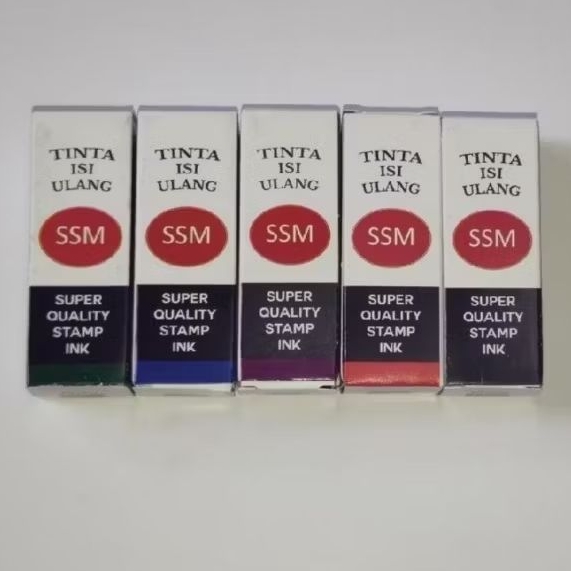 TINTA
ISI
ULANG
SSM
SUPER
QUALITY
STAMP
INK
TINTA
ISI
ULANG
SSM
SUPER
QUALITY
STAMP
INK
TINTA
ISI
ULANG
SSM
SUPER
QUALITY
STAMP
INK
TINTA
ISI
ULANG
SSM
SUPER
QUALITY
STAMP
INK
TINTA
ISI
ULANG
SSM
SUPER
QUALITY
STAMP
INK